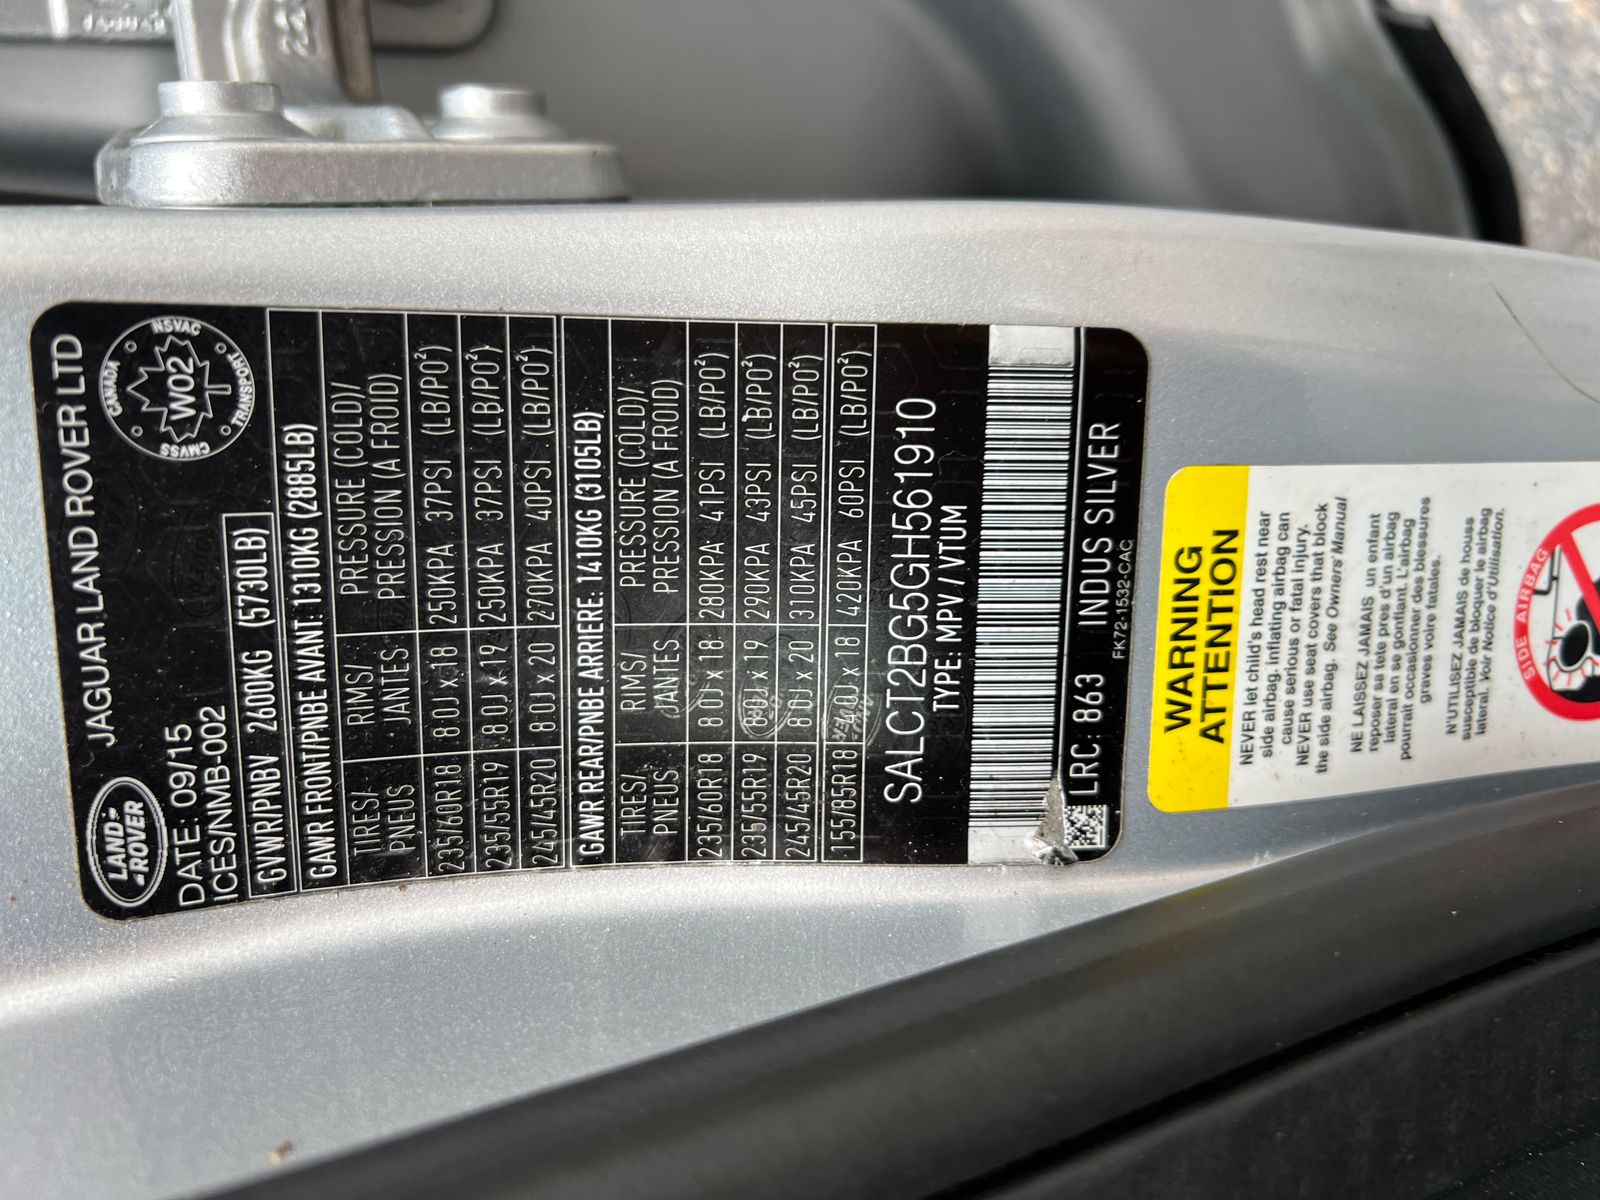 JAGUAR LAND ROVER LTD
LAND-
-ROVER
DATE: 09/15
ICES/NMB-002
NSVAC
CANADA
W02
TRANSPORT
CMVSS
GVWR/PNBV 2600KG (5730LB)
GAWR FRONT/PNBE AVANT: 1310KG (2885LB)
TIRES/ RIMS/ PRESSURE (COLD)/
PNEUS JANTES PRESSION (A FROID)
235/60R18 8.0J x 18 250KPA 37PSI (LB/PO²)
235/55R19 8.0J x 19 250KPA 37PSI (LB/PO²)
245/45R20 8.0J x 20 270KPA 40PSI (LB/PO²)
GAWR REAR/PNBE ARRIERE: 1410KG (3105LB)
TIRES/ RIMS/ PRESSURE (COLD)/
PNEUS JANTES PRESSION (A FROID)
235/60R18 8.0J x 18 280KPA 41PSI (LB/PO²)
235/55R19 8.0J x 19 290KPA 43PSI (LB/PO²)
245/45R20 8.0J x 20 310KPA 45PSI (LB/PO²)
155/85R18 4.0J x 18 420KPA 60PSI (LB/PO²)
SALCT2BG5GH561910
TYPE: MPV / VTUM
LRC: 863 INDUS SILVER
FK72-1532-CAC
WARNING
ATTENTION
NEVER let child's head rest near
side airbag, inflating airbag can
cause serious or fatal injury.
NEVER use seat covers that block
the side airbag. See Owners' Manual
NE LAISSEZ JAMAIS un enfant
reposer sa tete pres d'un airbag
lateral en se gonflant. L'airbag
pourrait occasionner des blessures
graves voire fatales.
N'UTILISEZ JAMAIS de houss
susceptible de bloquer le airbag
lateral. Voir Notice d'Utilisation.
SIDE AIRBAG